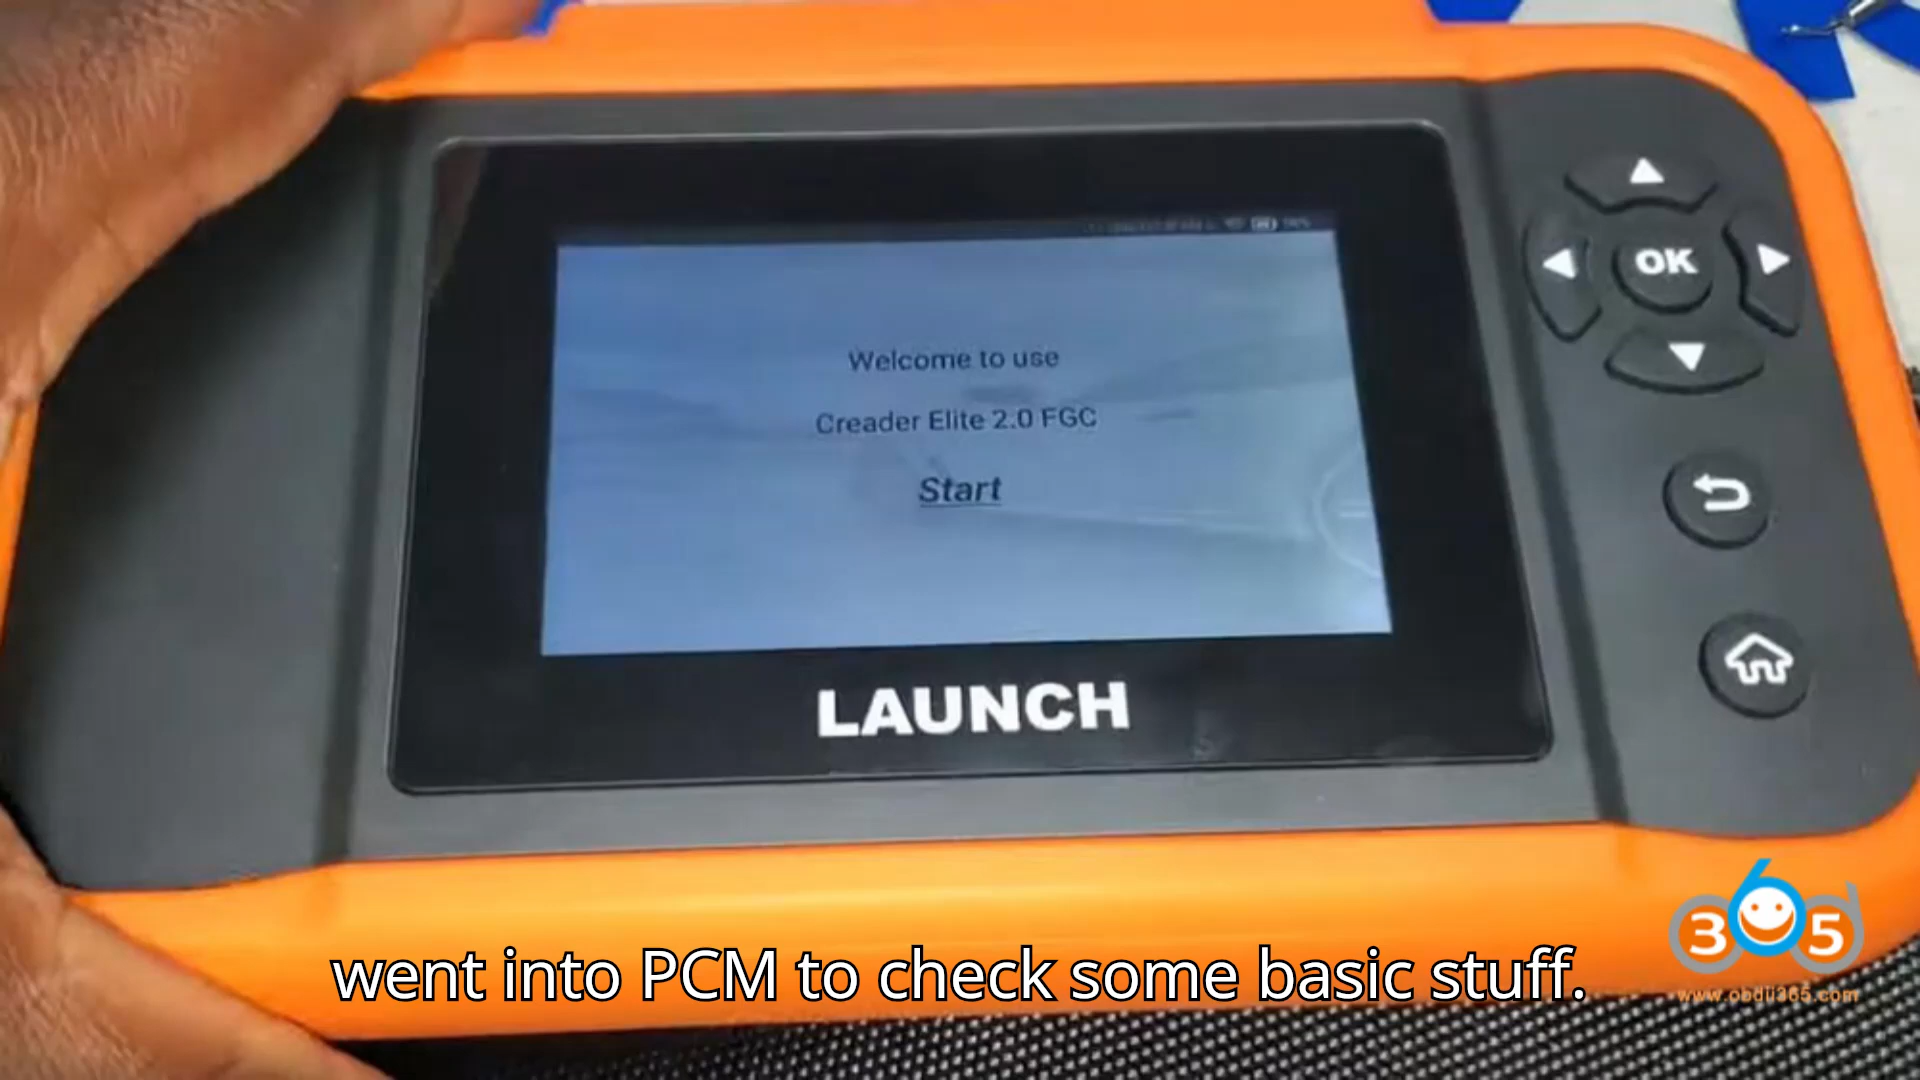 Welcome to use
Creader Elite 2.0 FGC
Start
OK
LAUNCH
365
www.obdii365.com
went into PCM to check some basic stuff.